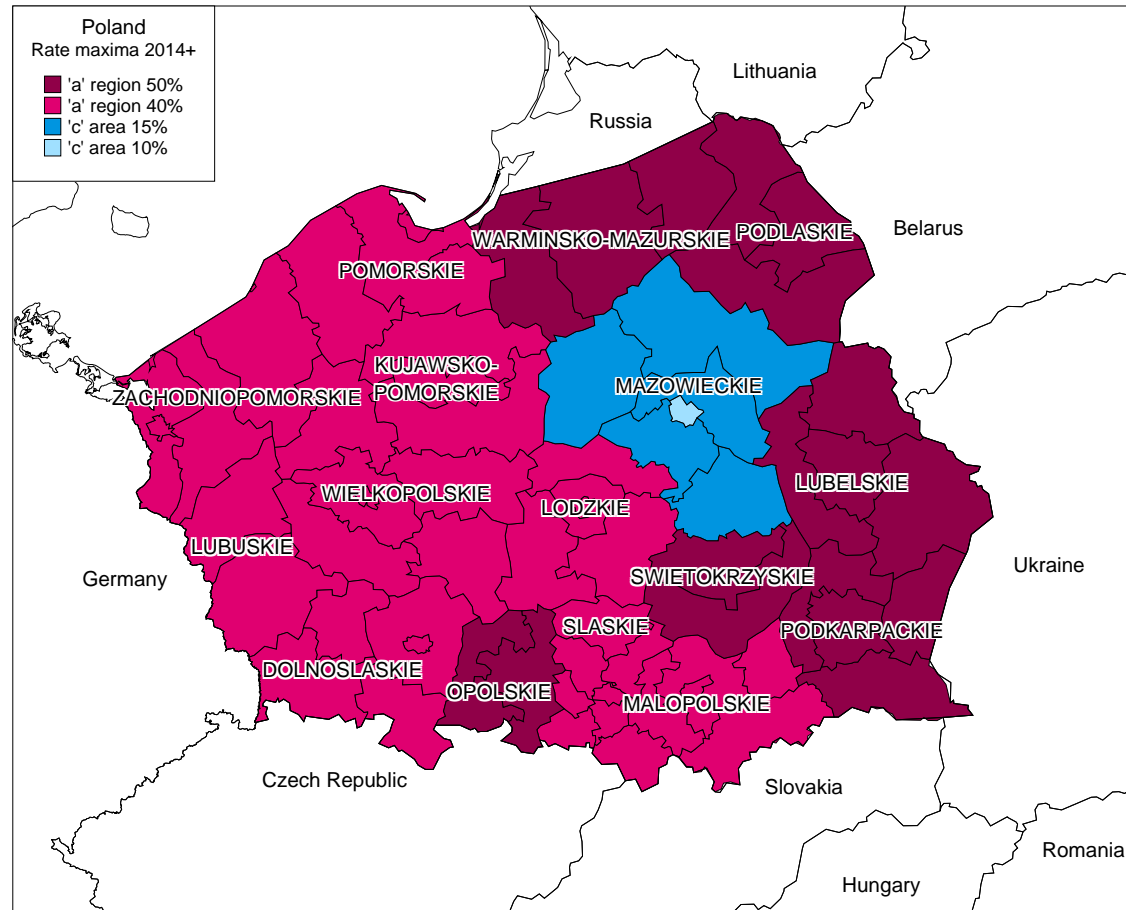 Poland
Rate maxima 2014+
'a' region 50%
'a' region 40%
'c' area 15%
'c' area 10%
Lithuania
Russia
Belarus
WARMINSKO-MAZURSKIE
PODLASKIE
POMORSKIE
KUJAWSKO-
POMORSKIE
MAZOWIECKIE
ZACHODNIOPOMORSKIE
WIELKOPOLSKIE
LODZKIE
LUBELSKIE
LUBUSKIE
Germany
Ukraine
SWIETOKRZYSKIE
SLASKIE
PODKARPACKIE
DOLNOSLASKIE
OPOLSKIE
MALOPOLSKIE
Czech Republic
Slovakia
Romania
Hungary